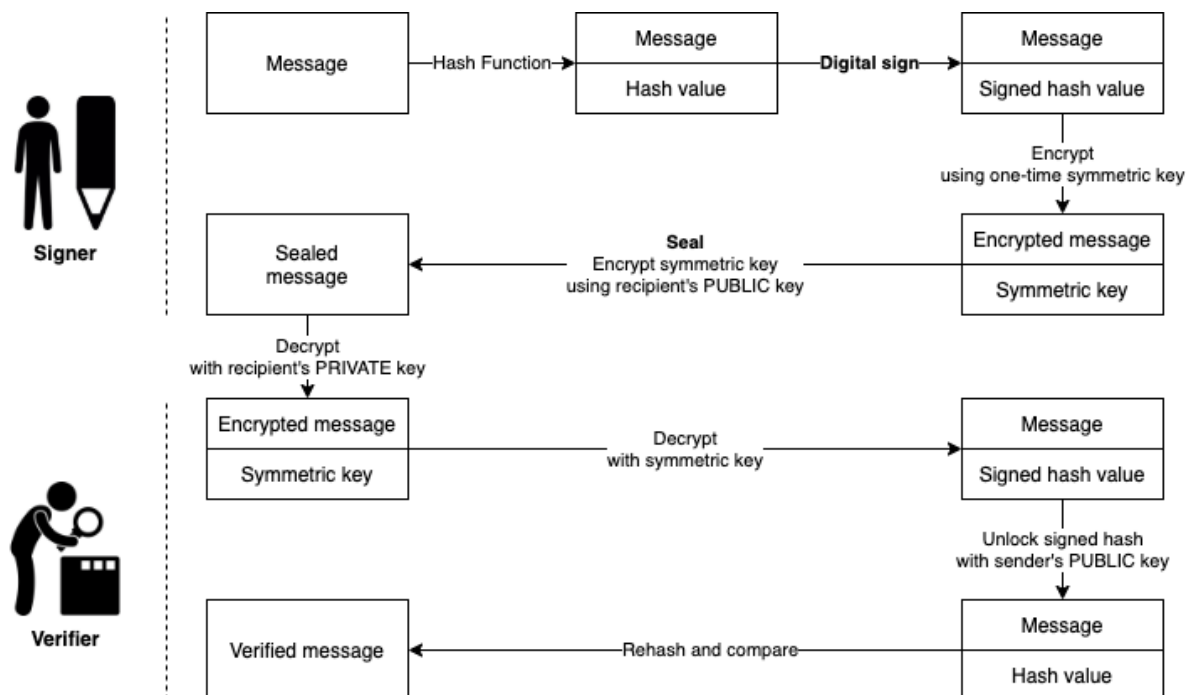 Message
Hash Function
Message
Hash value
Digital sign
Message
Signed hash value
Encrypt
using one-time symmetric key
Signer
Sealed
message
Seal
Encrypt symmetric key
using recipient's PUBLIC key
Encrypted message
Symmetric key
Decrypt
with recipient's PRIVATE key
Encrypted message
Symmetric key
Decrypt
with symmetric key
Message
Signed hash value
Unlock signed hash
with sender's PUBLIC key
Verifier
Verified message
Rehash and compare
Message
Hash value